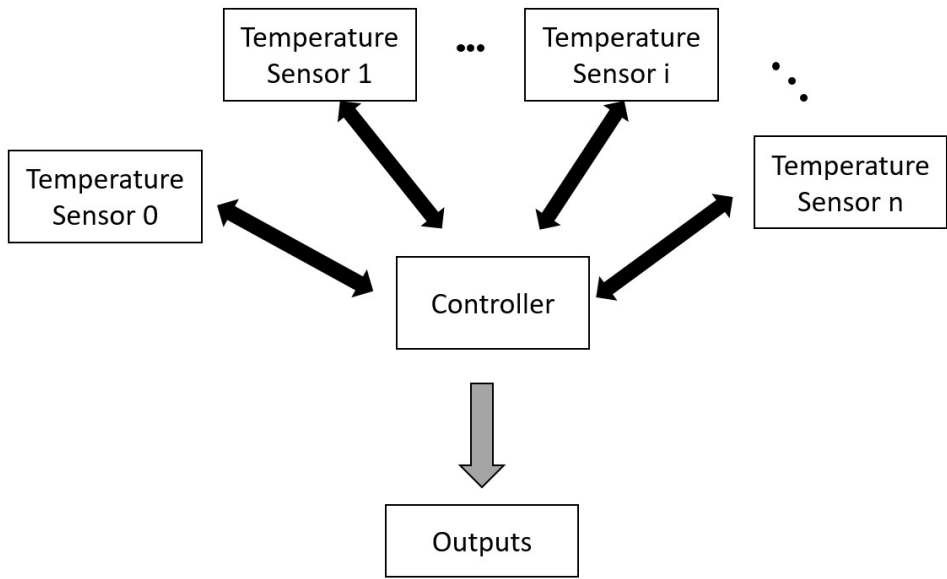 Temperature
Sensor 1
Temperature
Sensor i
Temperature
Sensor 0
Temperature
Sensor n
Controller
Outputs